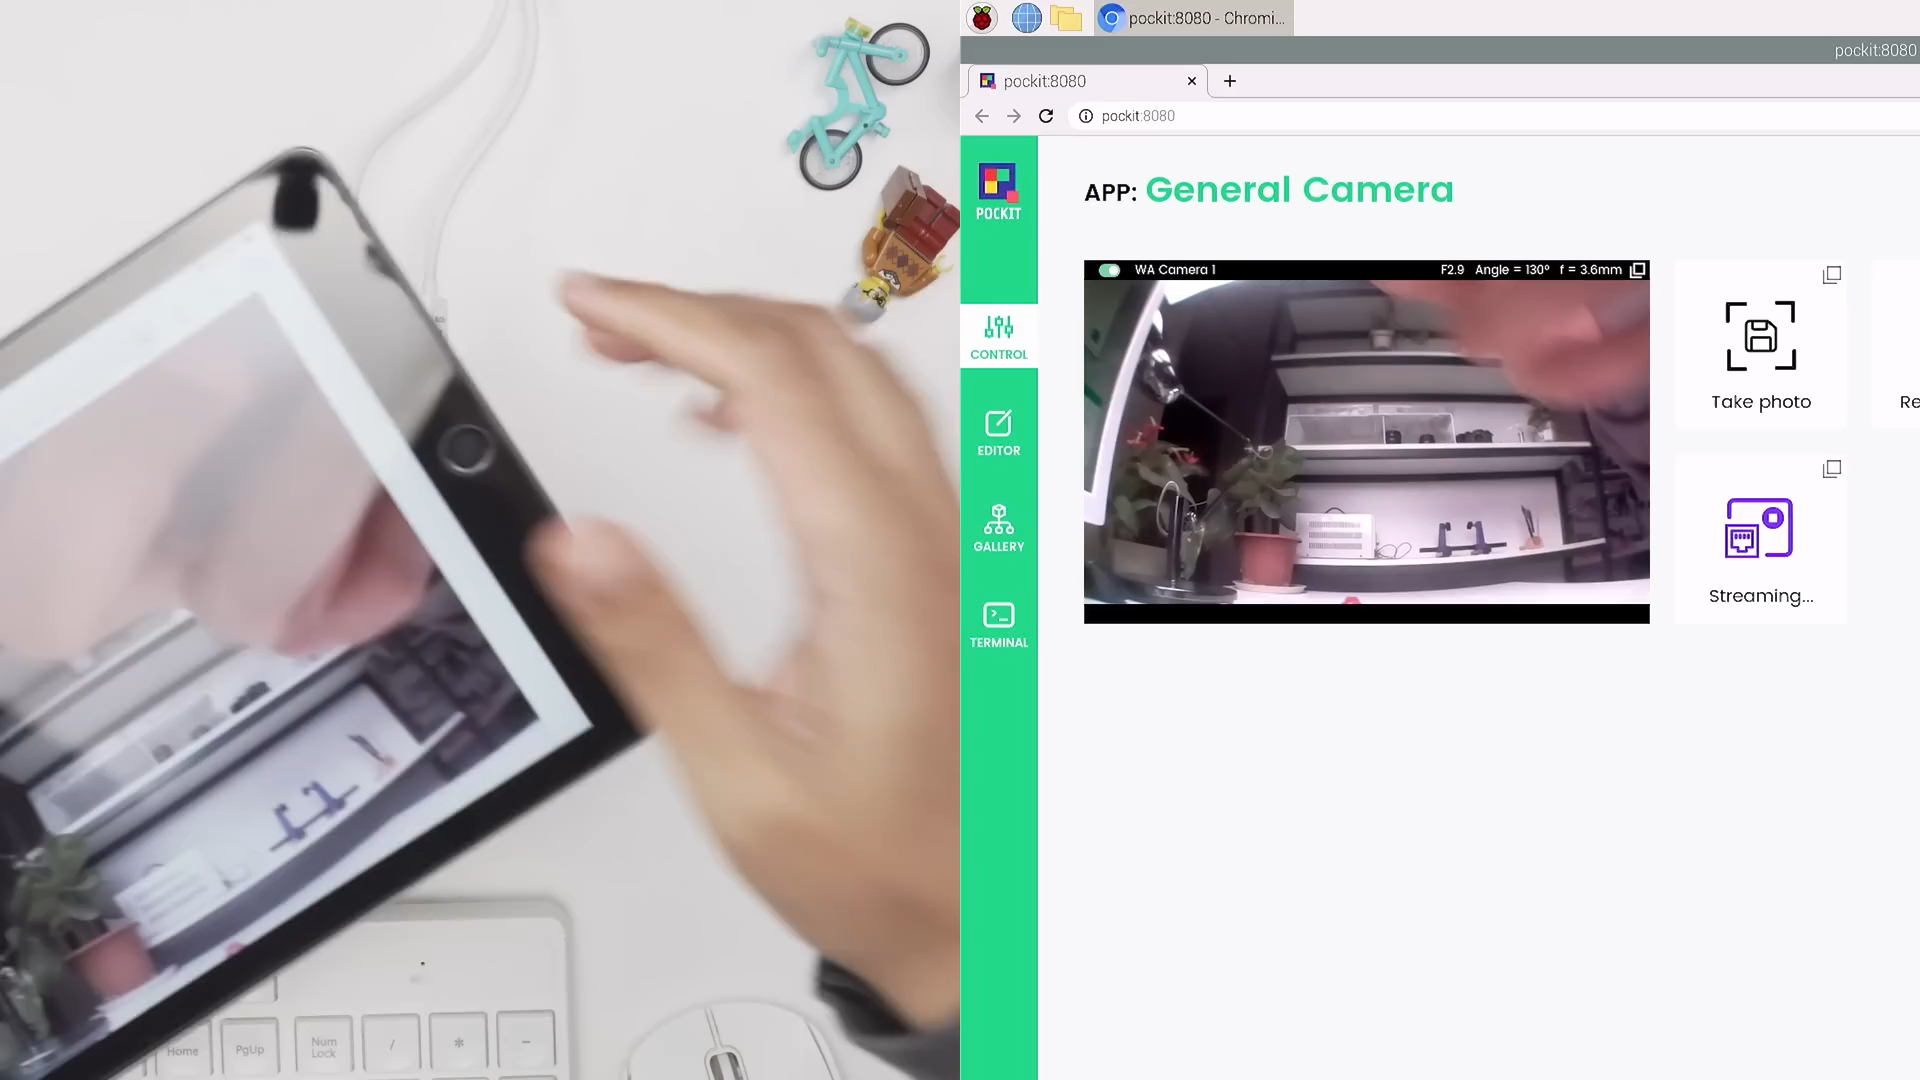 pockit:8080 - Chromi...
pockit:8080
pockit:8080
pockit:8080
POCKIT
APP: General Camera
WA Camera 1
F2.9 Angle = 130° f = 3.6mm
CONTROL
Take photo
Re
EDITOR
GALLERY
Streaming...
TERMINAL
Home
PgUp
Num
Lock
/
*
-